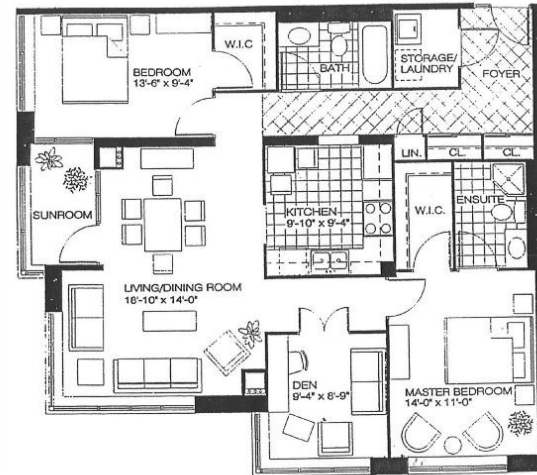 W.I.C
BATH
STORAGE/
LAUNDRY
FOYER
BEDROOM
13'-6" x 9'-4"
LIN.
CL.
CL.
SUNROOM
KITCHEN
9'-10" x 9'-4"
W.I.C.
ENSUITE
LIVING/DINING ROOM
18'-10" x 14'-0"
DEN
9'-4" x 8'-9"
MASTER BEDROOM
14'-0" x 11'-0"